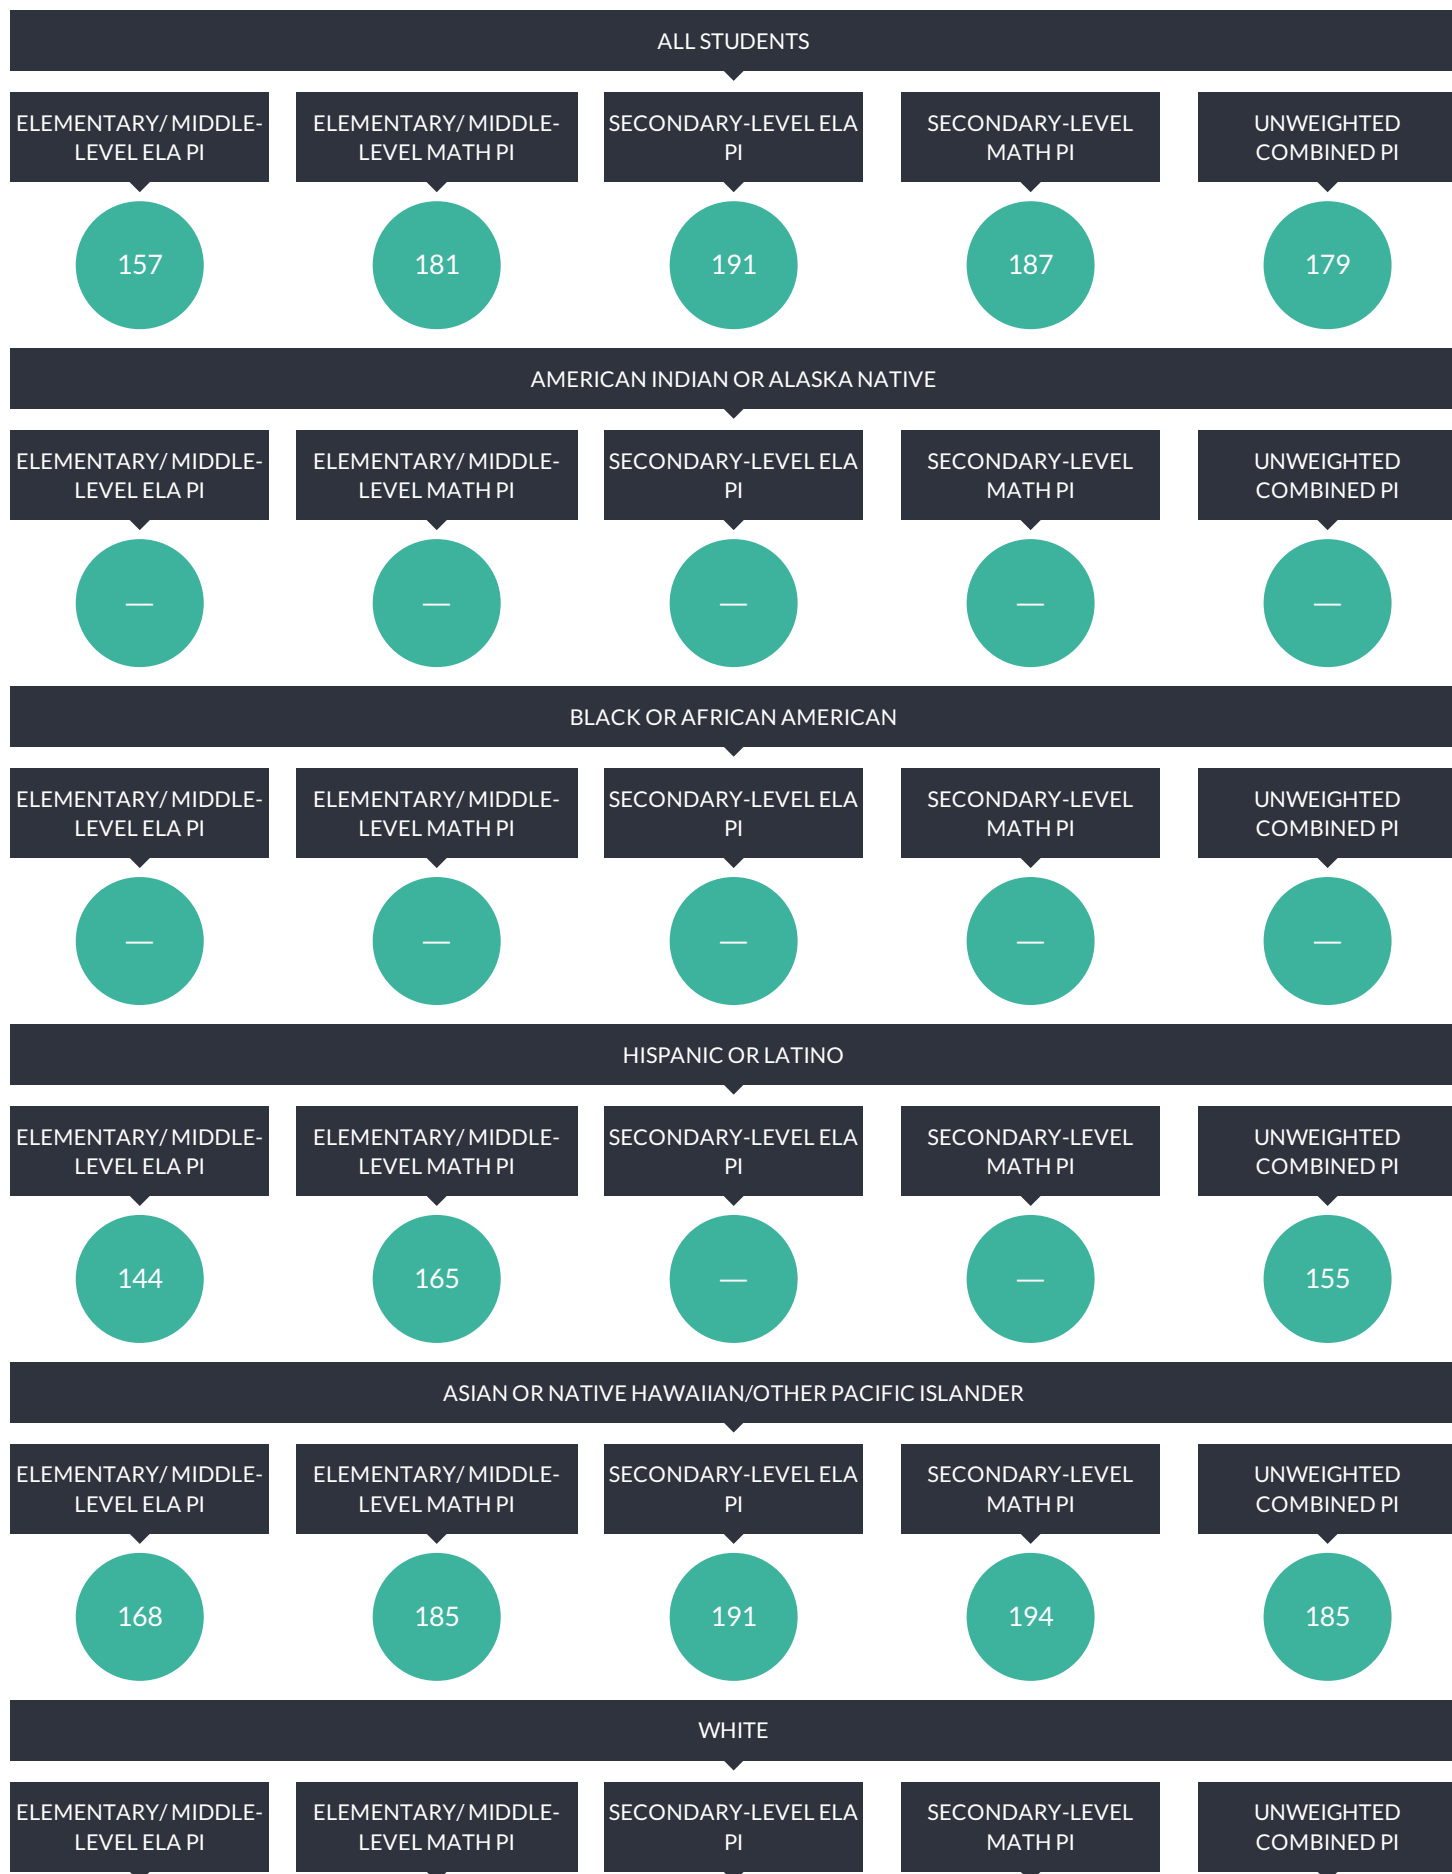 ALL STUDENTS
ELEMENTARY/ MIDDLE-
LEVEL ELA PI
ELEMENTARY/ MIDDLE-
LEVEL MATH PI
SECONDARY-LEVEL ELA
PI
SECONDARY-LEVEL
MATH PI
UNWEIGHTED
COMBINED PI
157
181
191
187
179
AMERICAN INDIAN OR ALASKA NATIVE
ELEMENTARY/ MIDDLE-
LEVEL ELA PI
ELEMENTARY/ MIDDLE-
LEVEL MATH PI
SECONDARY-LEVEL ELA
PI
SECONDARY-LEVEL
MATH PI
UNWEIGHTED
COMBINED PI
—
—
—
—
—
BLACK OR AFRICAN AMERICAN
ELEMENTARY/ MIDDLE-
LEVEL ELA PI
ELEMENTARY/ MIDDLE-
LEVEL MATH PI
SECONDARY-LEVEL ELA
PI
SECONDARY-LEVEL
MATH PI
UNWEIGHTED
COMBINED PI
—
—
—
—
—
HISPANIC OR LATINO
ELEMENTARY/ MIDDLE-
LEVEL ELA PI
ELEMENTARY/ MIDDLE-
LEVEL MATH PI
SECONDARY-LEVEL ELA
PI
SECONDARY-LEVEL
MATH PI
UNWEIGHTED
COMBINED PI
144
165
—
—
155
ASIAN OR NATIVE HAWAIIAN/OTHER PACIFIC ISLANDER
ELEMENTARY/ MIDDLE-
LEVEL ELA PI
ELEMENTARY/ MIDDLE-
LEVEL MATH PI
SECONDARY-LEVEL ELA
PI
SECONDARY-LEVEL
MATH PI
UNWEIGHTED
COMBINED PI
168
185
191
194
185
WHITE
ELEMENTARY/ MIDDLE-
LEVEL ELA PI
ELEMENTARY/ MIDDLE-
LEVEL MATH PI
SECONDARY-LEVEL ELA
PI
SECONDARY-LEVEL
MATH PI
UNWEIGHTED
COMBINED PI